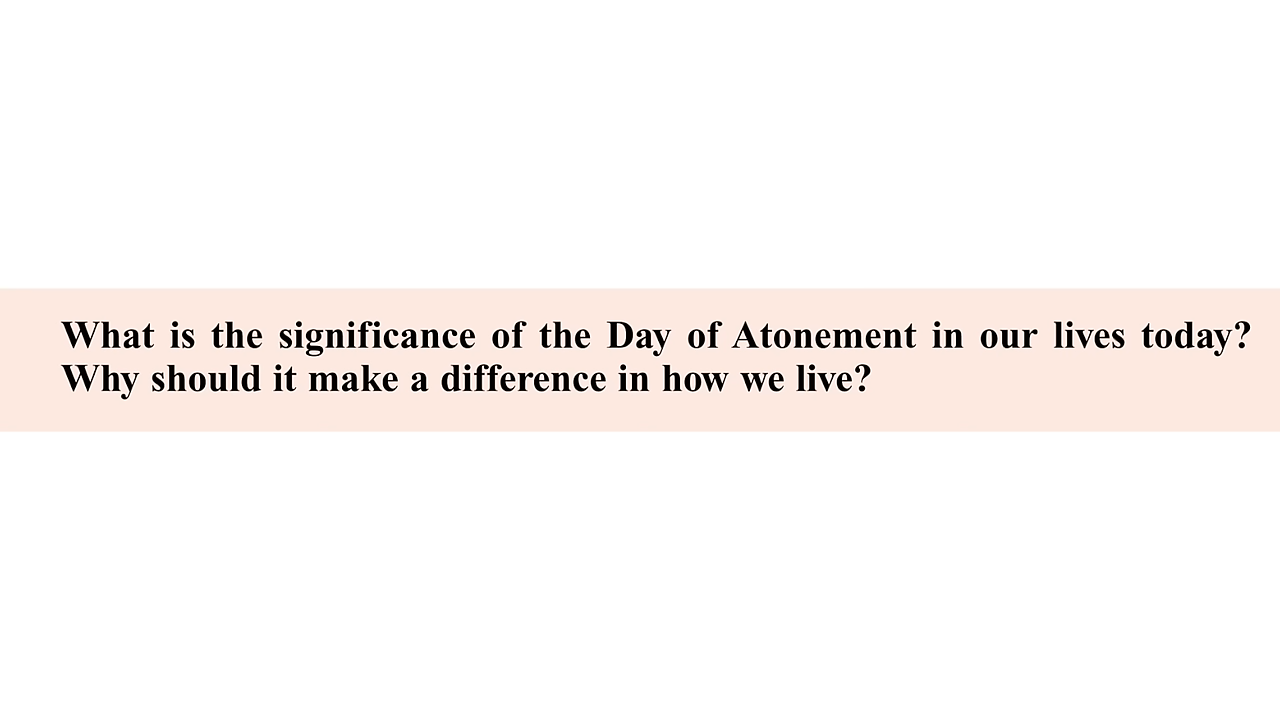 What is the significance of the Day of Atonement in our lives today?
Why should it make a difference in how we live?